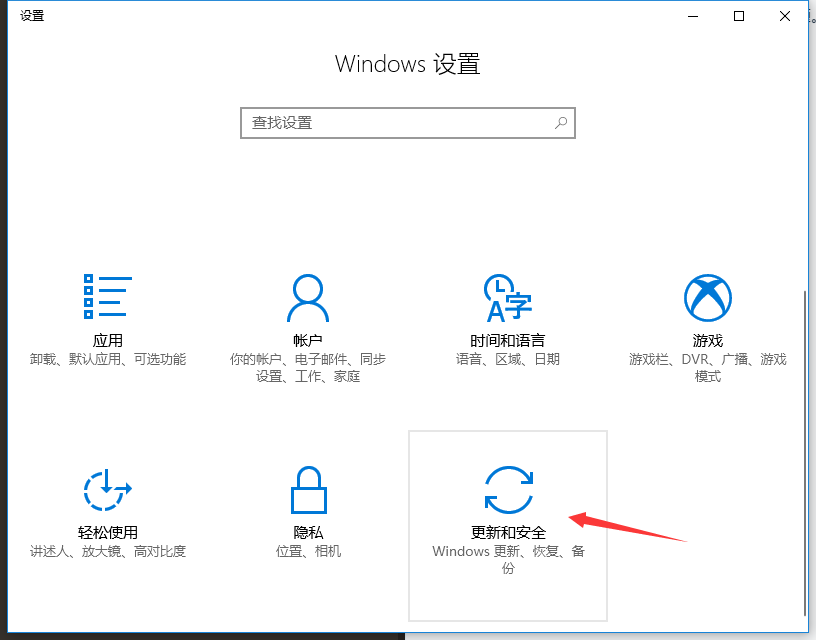 设置
Windows 设置
查找设置
应用
卸载、默认应用、可选功能
帐户
你的帐户、电子邮件、同步
设置、工作、家庭
时间和语言
语音、区域、日期
游戏
游戏栏、DVR、广播、游戏
模式
轻松使用
讲述人、放大镜、高对比度
隐私
位置、相机
更新和安全
Windows 更新、恢复、备
份